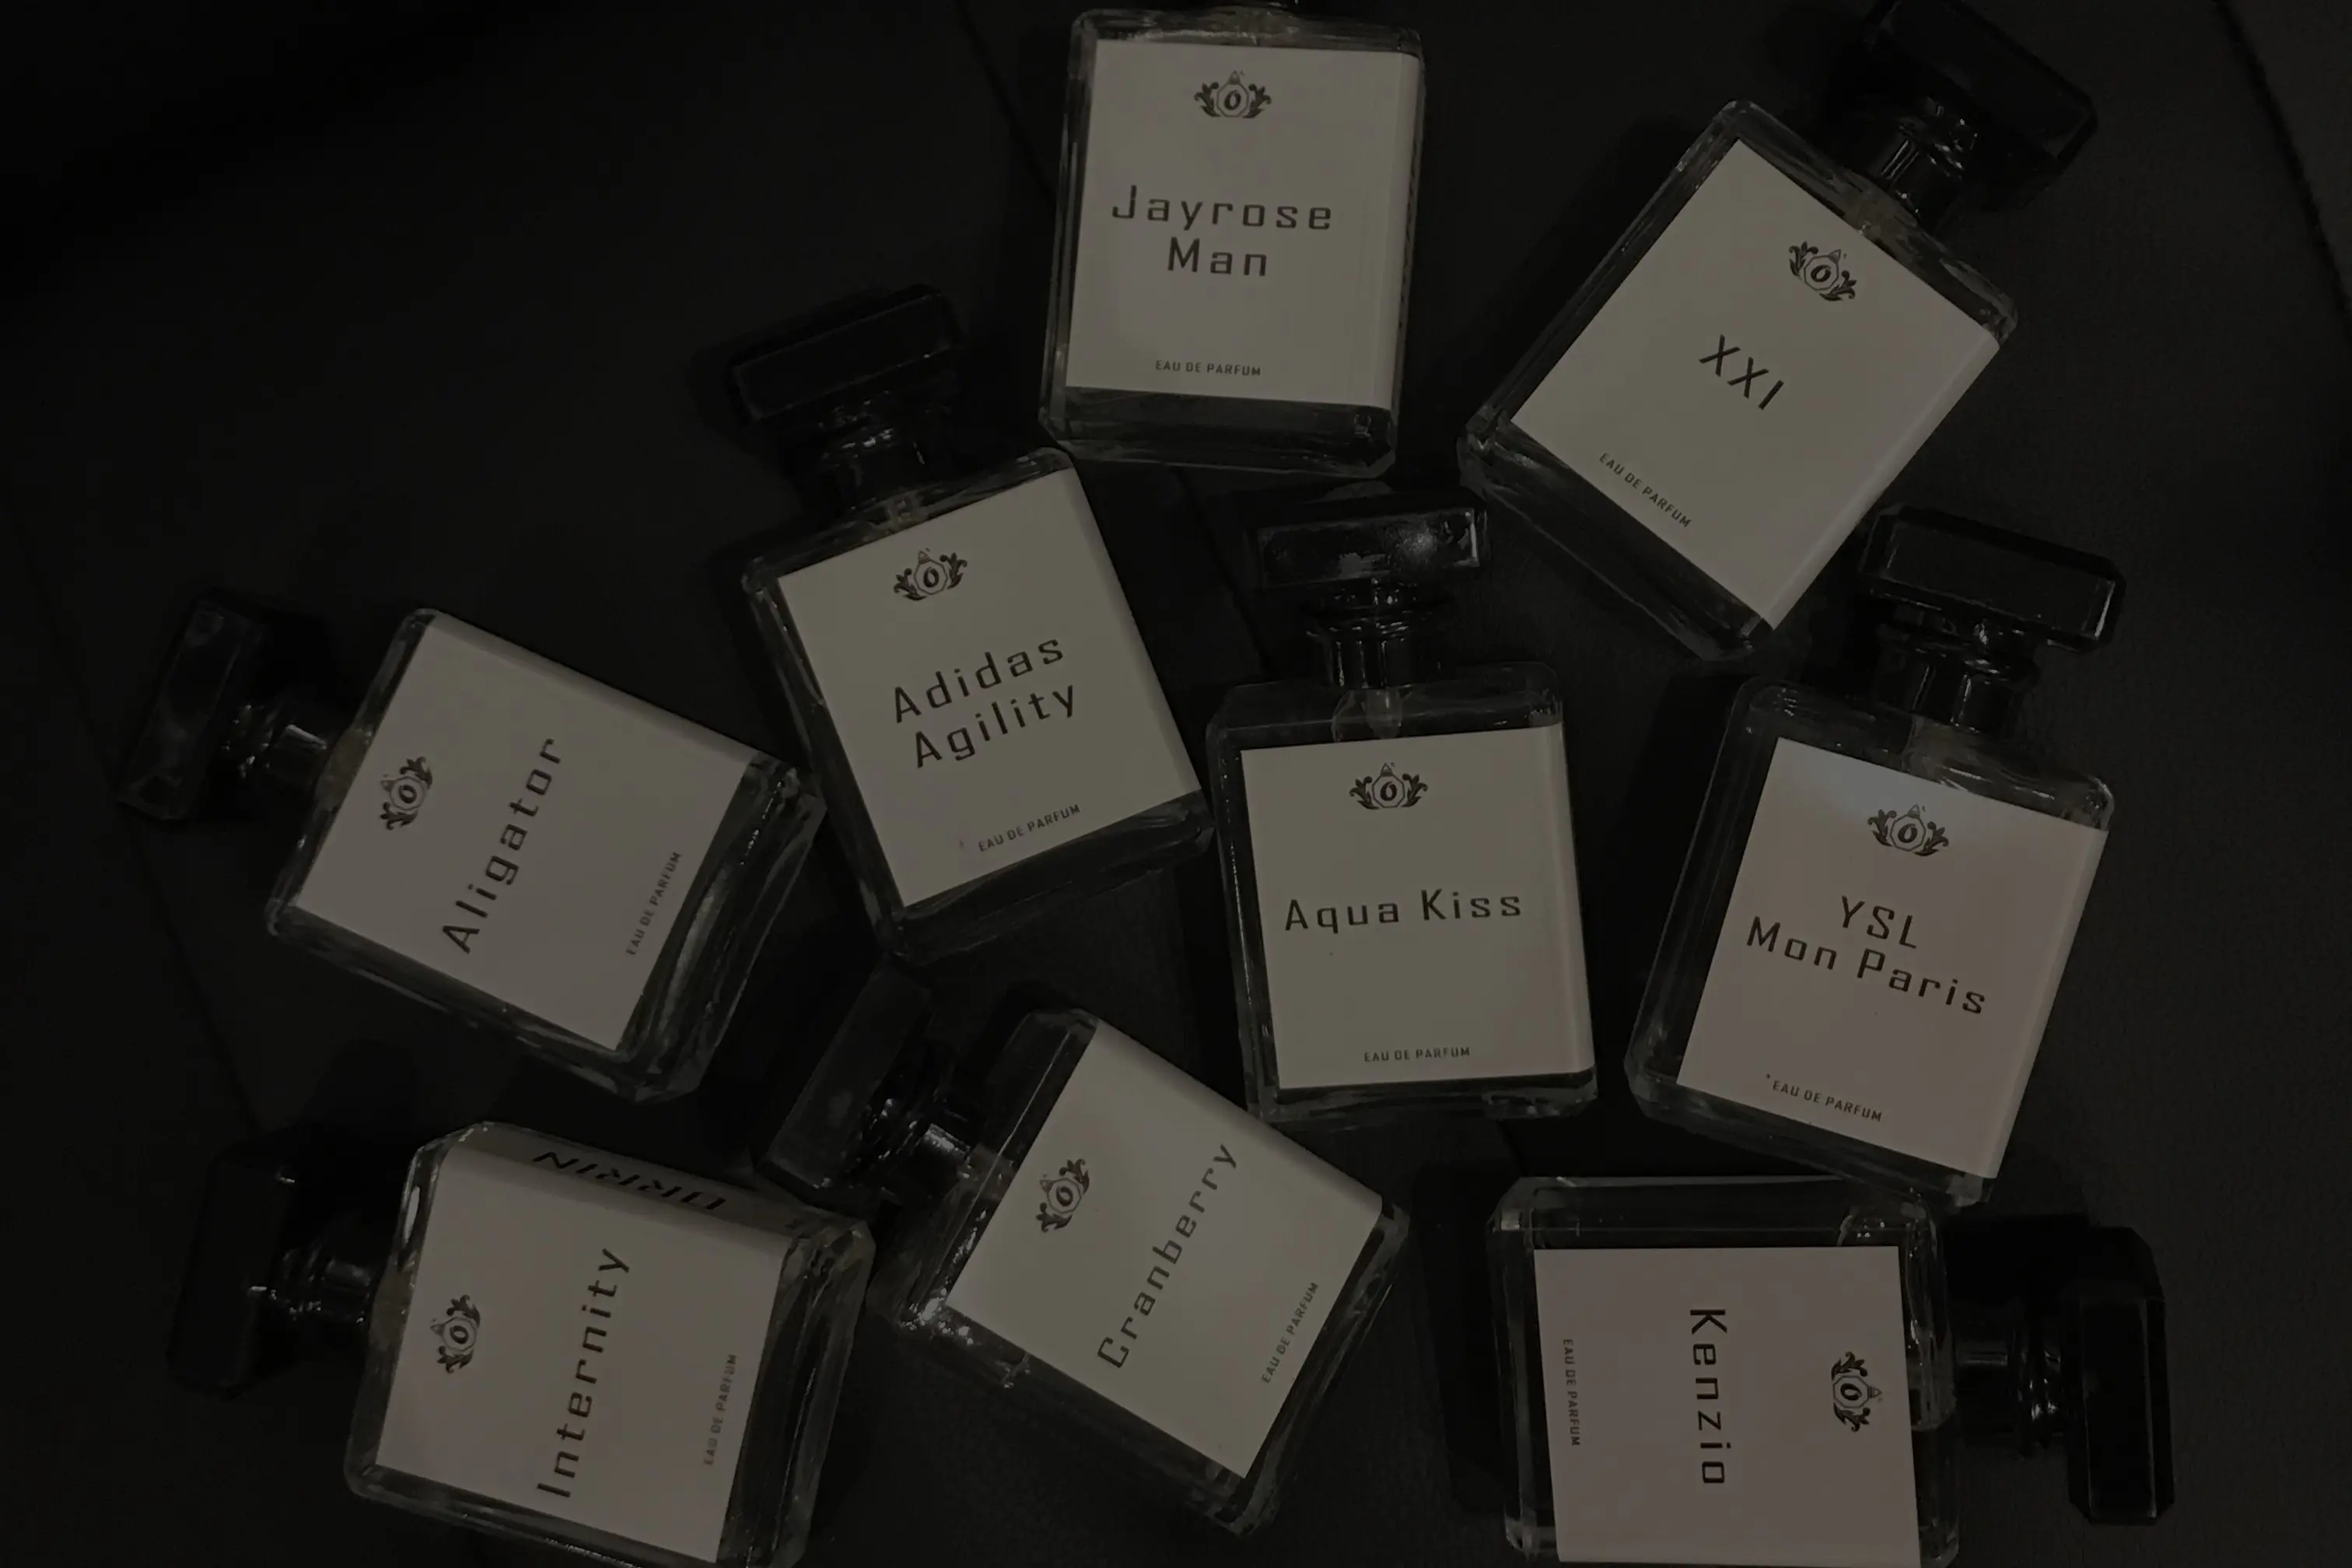 Jayrose
Man
EAU DE PARFUM
XXI
EAU DE PARFUM
Adidas
Agility
EAU DE PARFUM
Aligator
EAU DE PARFUM
Aqua Kiss
EAU DE PARFUM
YSL
Mon Paris
EAU DE PARFUM
DRRIN
Internity
EAU DE PARFUM
Cranberry
EAU DE PARFUM
Kenzio
EAU DE PARFUM